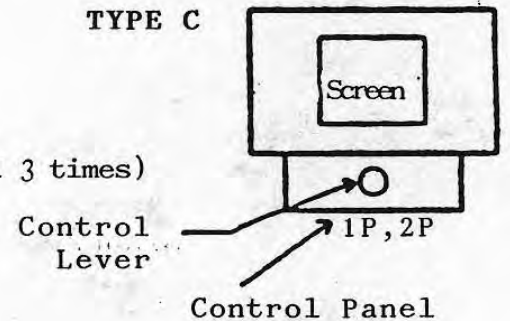 TYPE C
Screen
3 times)
Control
Lever
1P,2P
Control Panel